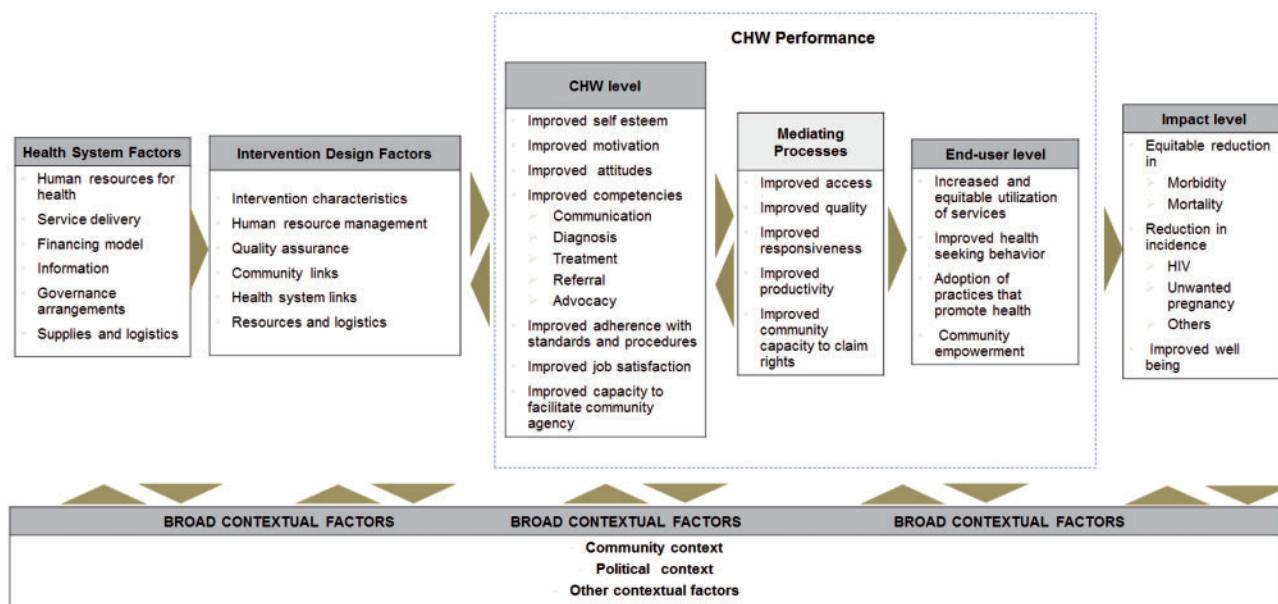 CHW Performance
Health System Factors
Human resources for
health
Service delivery
Financing model
Information
Governance
arrangements
Supplies and logistics
Intervention Design Factors
Intervention characteristics
Human resource management
Quality assurance
Community links
Health system links
Resources and logistics
CHW level
Improved self esteem
Improved motivation
Improved attitudes
Improved competencies
Communication
Diagnosis
Treatment
Referral
Advocacy
Improved adherence with
standards and procedures
Improved job satisfaction
Improved capacity to
facilitate community
agency
Mediating
Processes
Improved access
Improved quality
Improved
responsiveness
Improved
productivity
Improved
community
capacity to claim
rights
End-user level
Increased and
equitable utilization
of services
Improved health
seeking behavior
Adoption of
practices that
promote health
Community
empowerment
Impact level
Equitable reduction
in
Morbidity
Mortality
Reduction in
incidence
HIV
Unwanted
pregnancy
Others
Improved well
being
BROAD CONTEXTUAL FACTORS BROAD CONTEXTUAL FACTORS BROAD CONTEXTUAL FACTORS
Community context
Political context
Other contextual factors